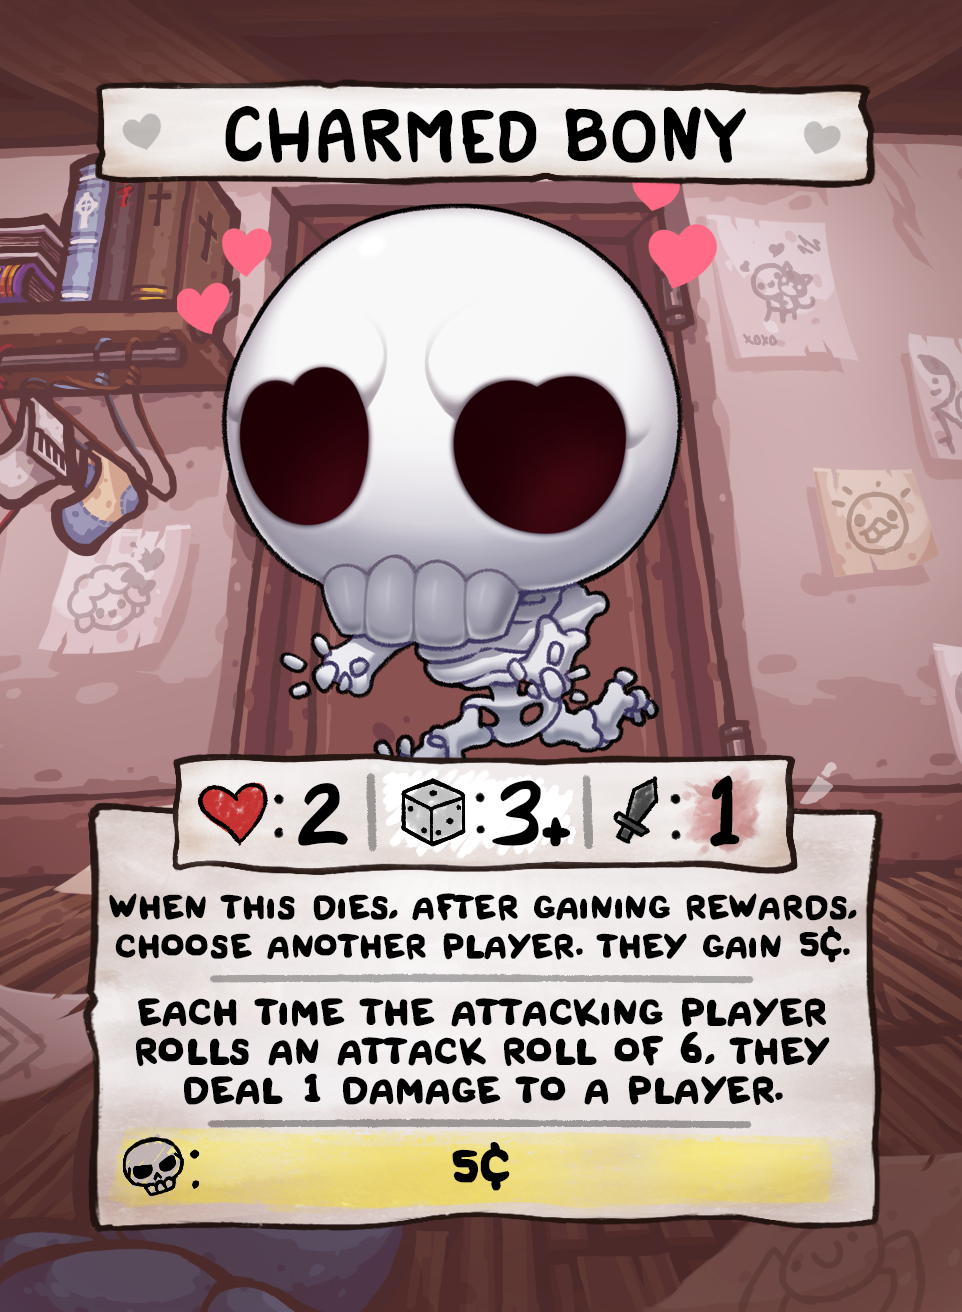 CHARMED BONY
XOXO
: 2 | : 3+ | : 1
WHEN THIS DIES, AFTER GAINING REWARDS,
CHOOSE ANOTHER PLAYER. THEY GAIN 5¢.
EACH TIME THE ATTACKING PLAYER
ROLLS AN ATTACK ROLL OF 6, THEY
DEAL 1 DAMAGE TO A PLAYER.
: 5¢